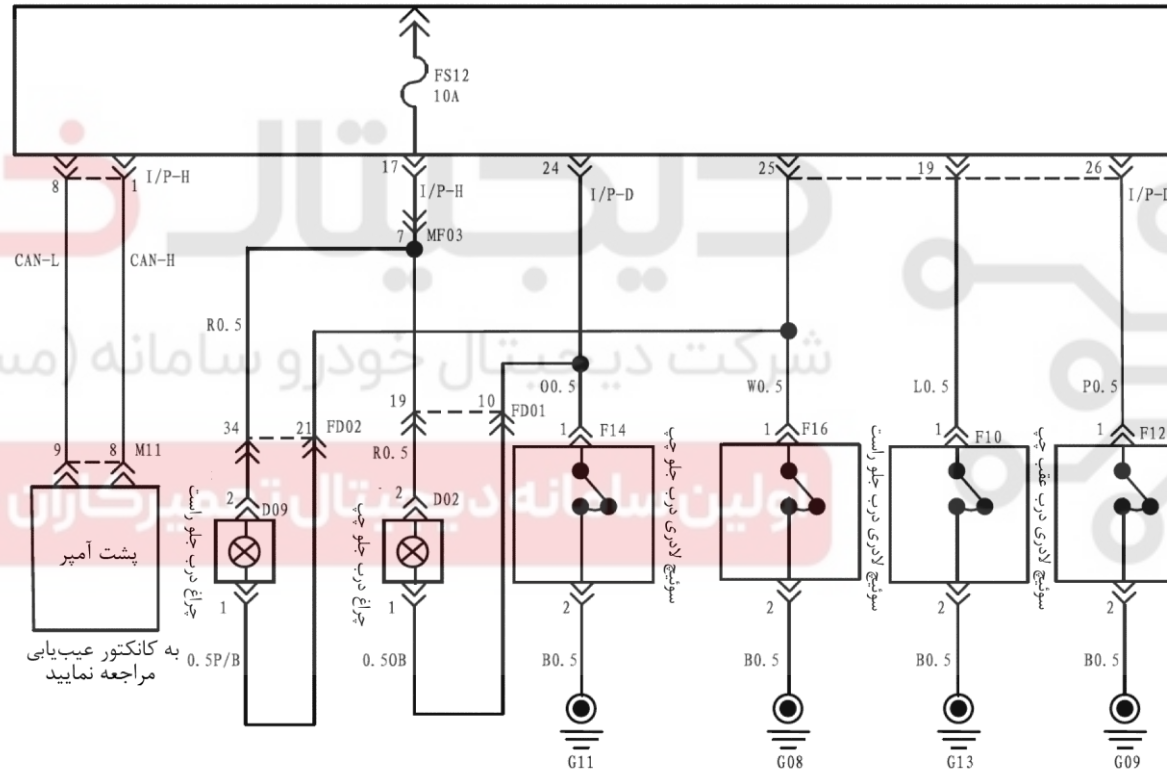 FS12
10A
8
1
I/P-H
17
I/P-H
24
I/P-D
25
19
26
I/P-D
7
MF03
CAN-L
CAN-H
R0.5
دیجیتال
شرکت دیجیتال خودرو سامانه (مس
O0.5
W0.5
L0.5
P0.5
34
21
FD02
19
10
FD01
R0.5
1
F14
1
F16
1
F10
1
F12
9
8
M11
2
D09
2
D02
اولین سامانه دیجیتال تعمیرکاران
پشت آمپر
چراغ درب جلو راست
چراغ درب جلو چپ
سوئیچ لادری درب جلو چپ
سوئیچ لادری درب جلو راست
سوئیچ لادری درب عقب چپ
1
1
2
2
2
2
به کانکتور عیب‌یابی
مراجعه نمایید
0.5P/B
0.5OB
B0.5
B0.5
B0.5
B0.5
G11
G08
G13
G09